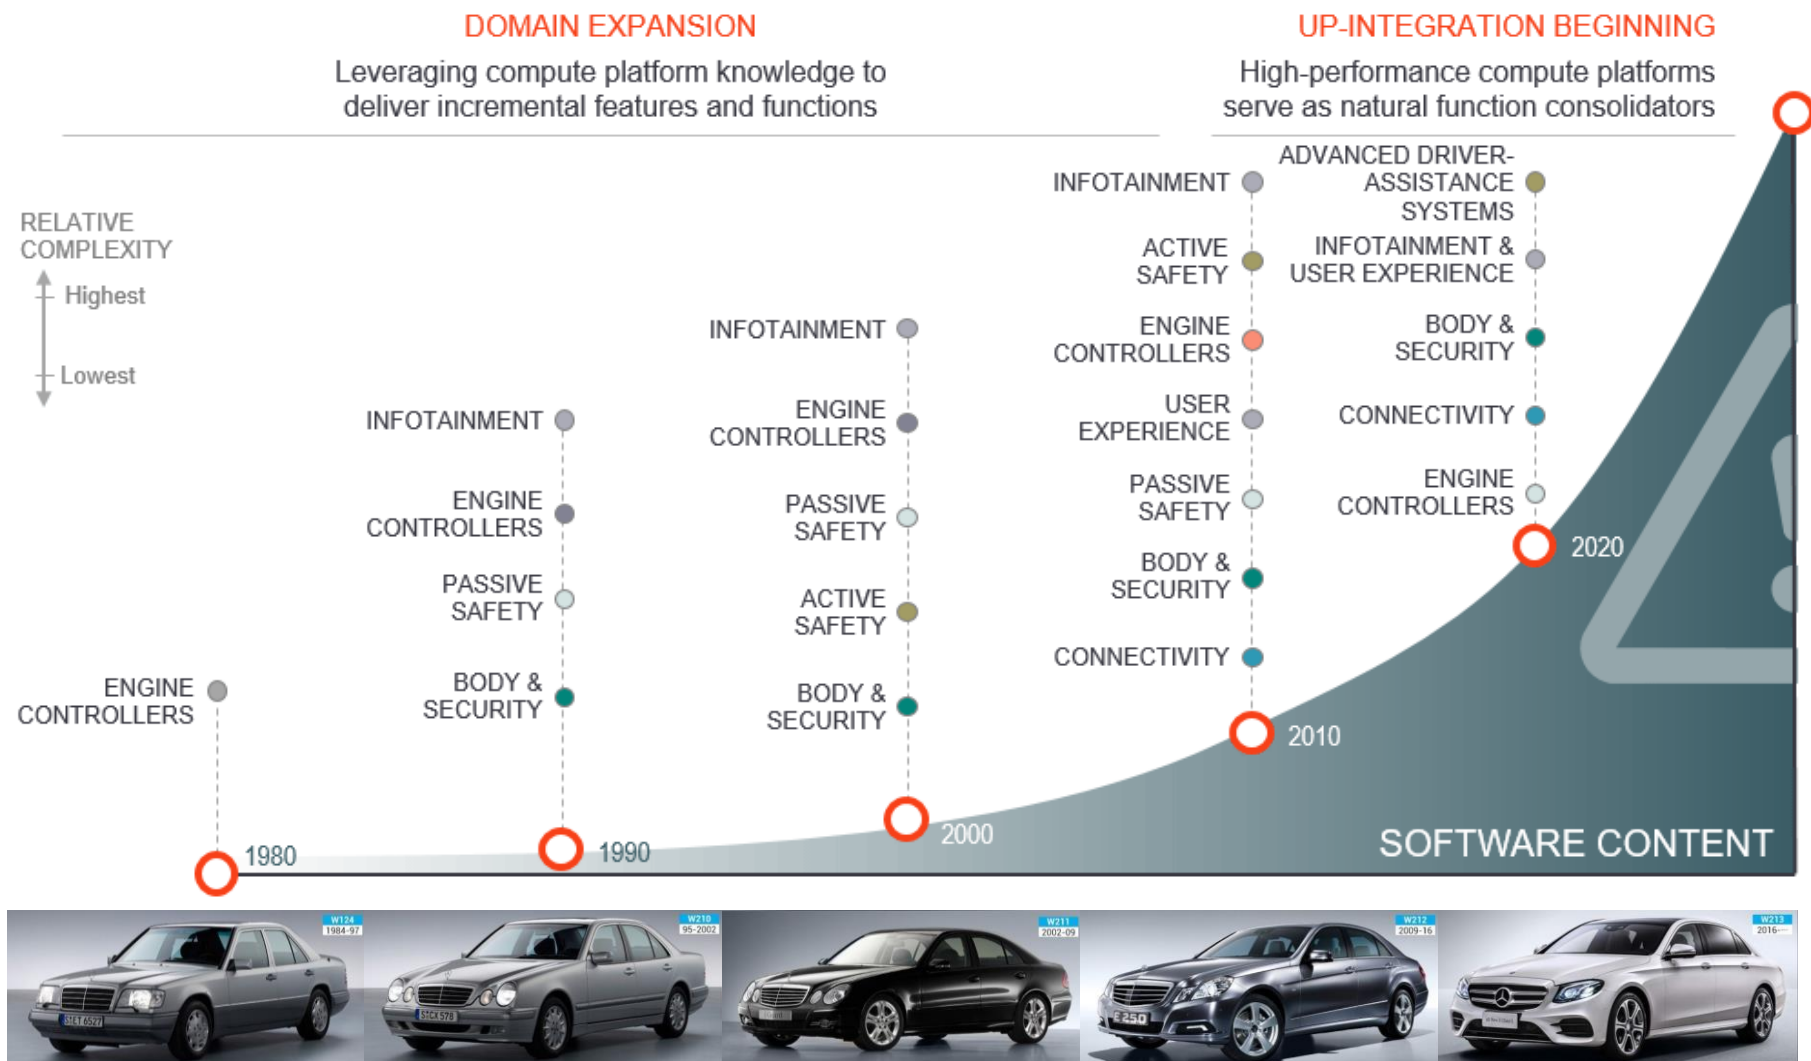 DOMAIN EXPANSION
Leveraging compute platform knowledge to
deliver incremental features and functions
UP-INTEGRATION BEGINNING
High-performance compute platforms
serve as natural function consolidators
RELATIVE
COMPLEXITY
Highest
Lowest
ENGINE
CONTROLLERS
1980
INFOTAINMENT
ENGINE
CONTROLLERS
PASSIVE
SAFETY
BODY &
SECURITY
1990
INFOTAINMENT
ENGINE
CONTROLLERS
PASSIVE
SAFETY
ACTIVE
SAFETY
BODY &
SECURITY
2000
INFOTAINMENT
ACTIVE
SAFETY
ENGINE
CONTROLLERS
USER
EXPERIENCE
PASSIVE
SAFETY
BODY &
SECURITY
CONNECTIVITY
2010
ADVANCED DRIVER-
ASSISTANCE
SYSTEMS
INFOTAINMENT &
USER EXPERIENCE
BODY &
SECURITY
CONNECTIVITY
ENGINE
CONTROLLERS
2020
SOFTWARE CONTENT
W124
1984-97
W210
95-2002
W211
2002-09
W212
2009-16
W213
2016
S·CX 578
E 250